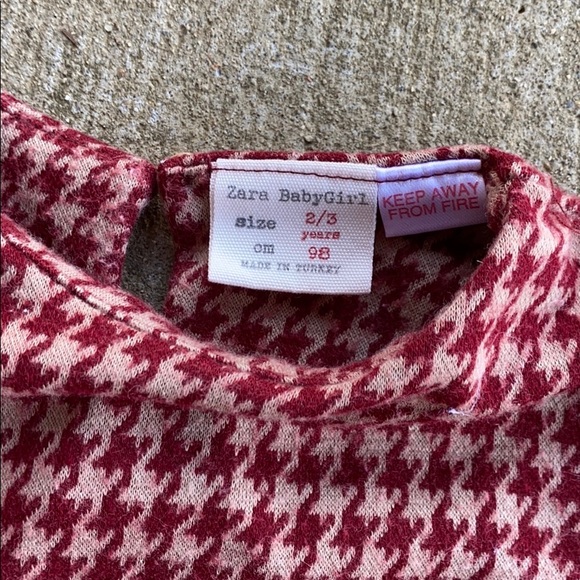 Zara BabyGirl
size 2/3
years
cm 98
MADE IN TURKEY
KEEP AWAY
FROM FIRE